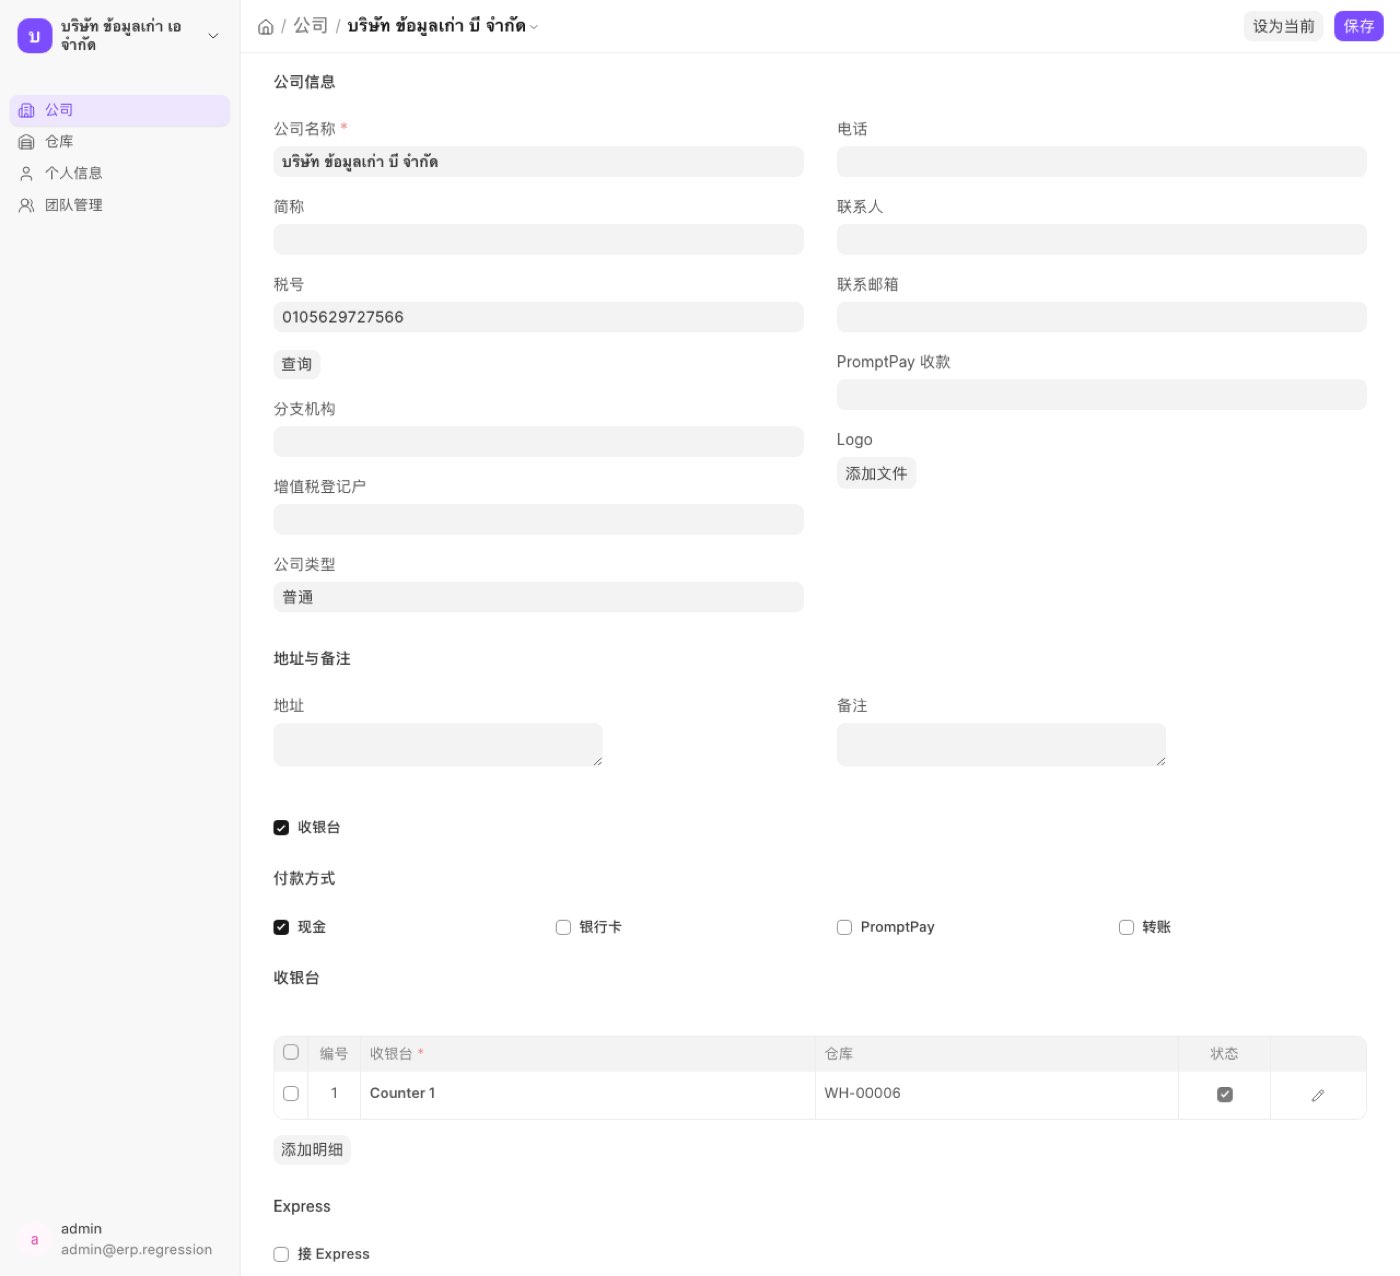 บ
บริษัท ข้อมูลเก่า เอ
จำกัด
公司
仓库
个人信息
团队管理
/ 公司 / บริษัท ข้อมูลเก่า บี จำกัด
设为当前
保存
公司信息
公司名称 *
บริษัท ข้อมูลเก่า บี จำกัด
电话
简称
联系人
税号
0105629727566
联系邮箱
查询
PromptPay 收款
分支机构
Logo
添加文件
增值税登记户
公司类型
普通
地址与备注
地址
备注
收银台
付款方式
现金
银行卡
PromptPay
转账
收银台
编号 收银台 * 仓库 状态
1 Counter 1 WH-00006
添加明细
Express
接 Express
a
admin
admin@erp.regression